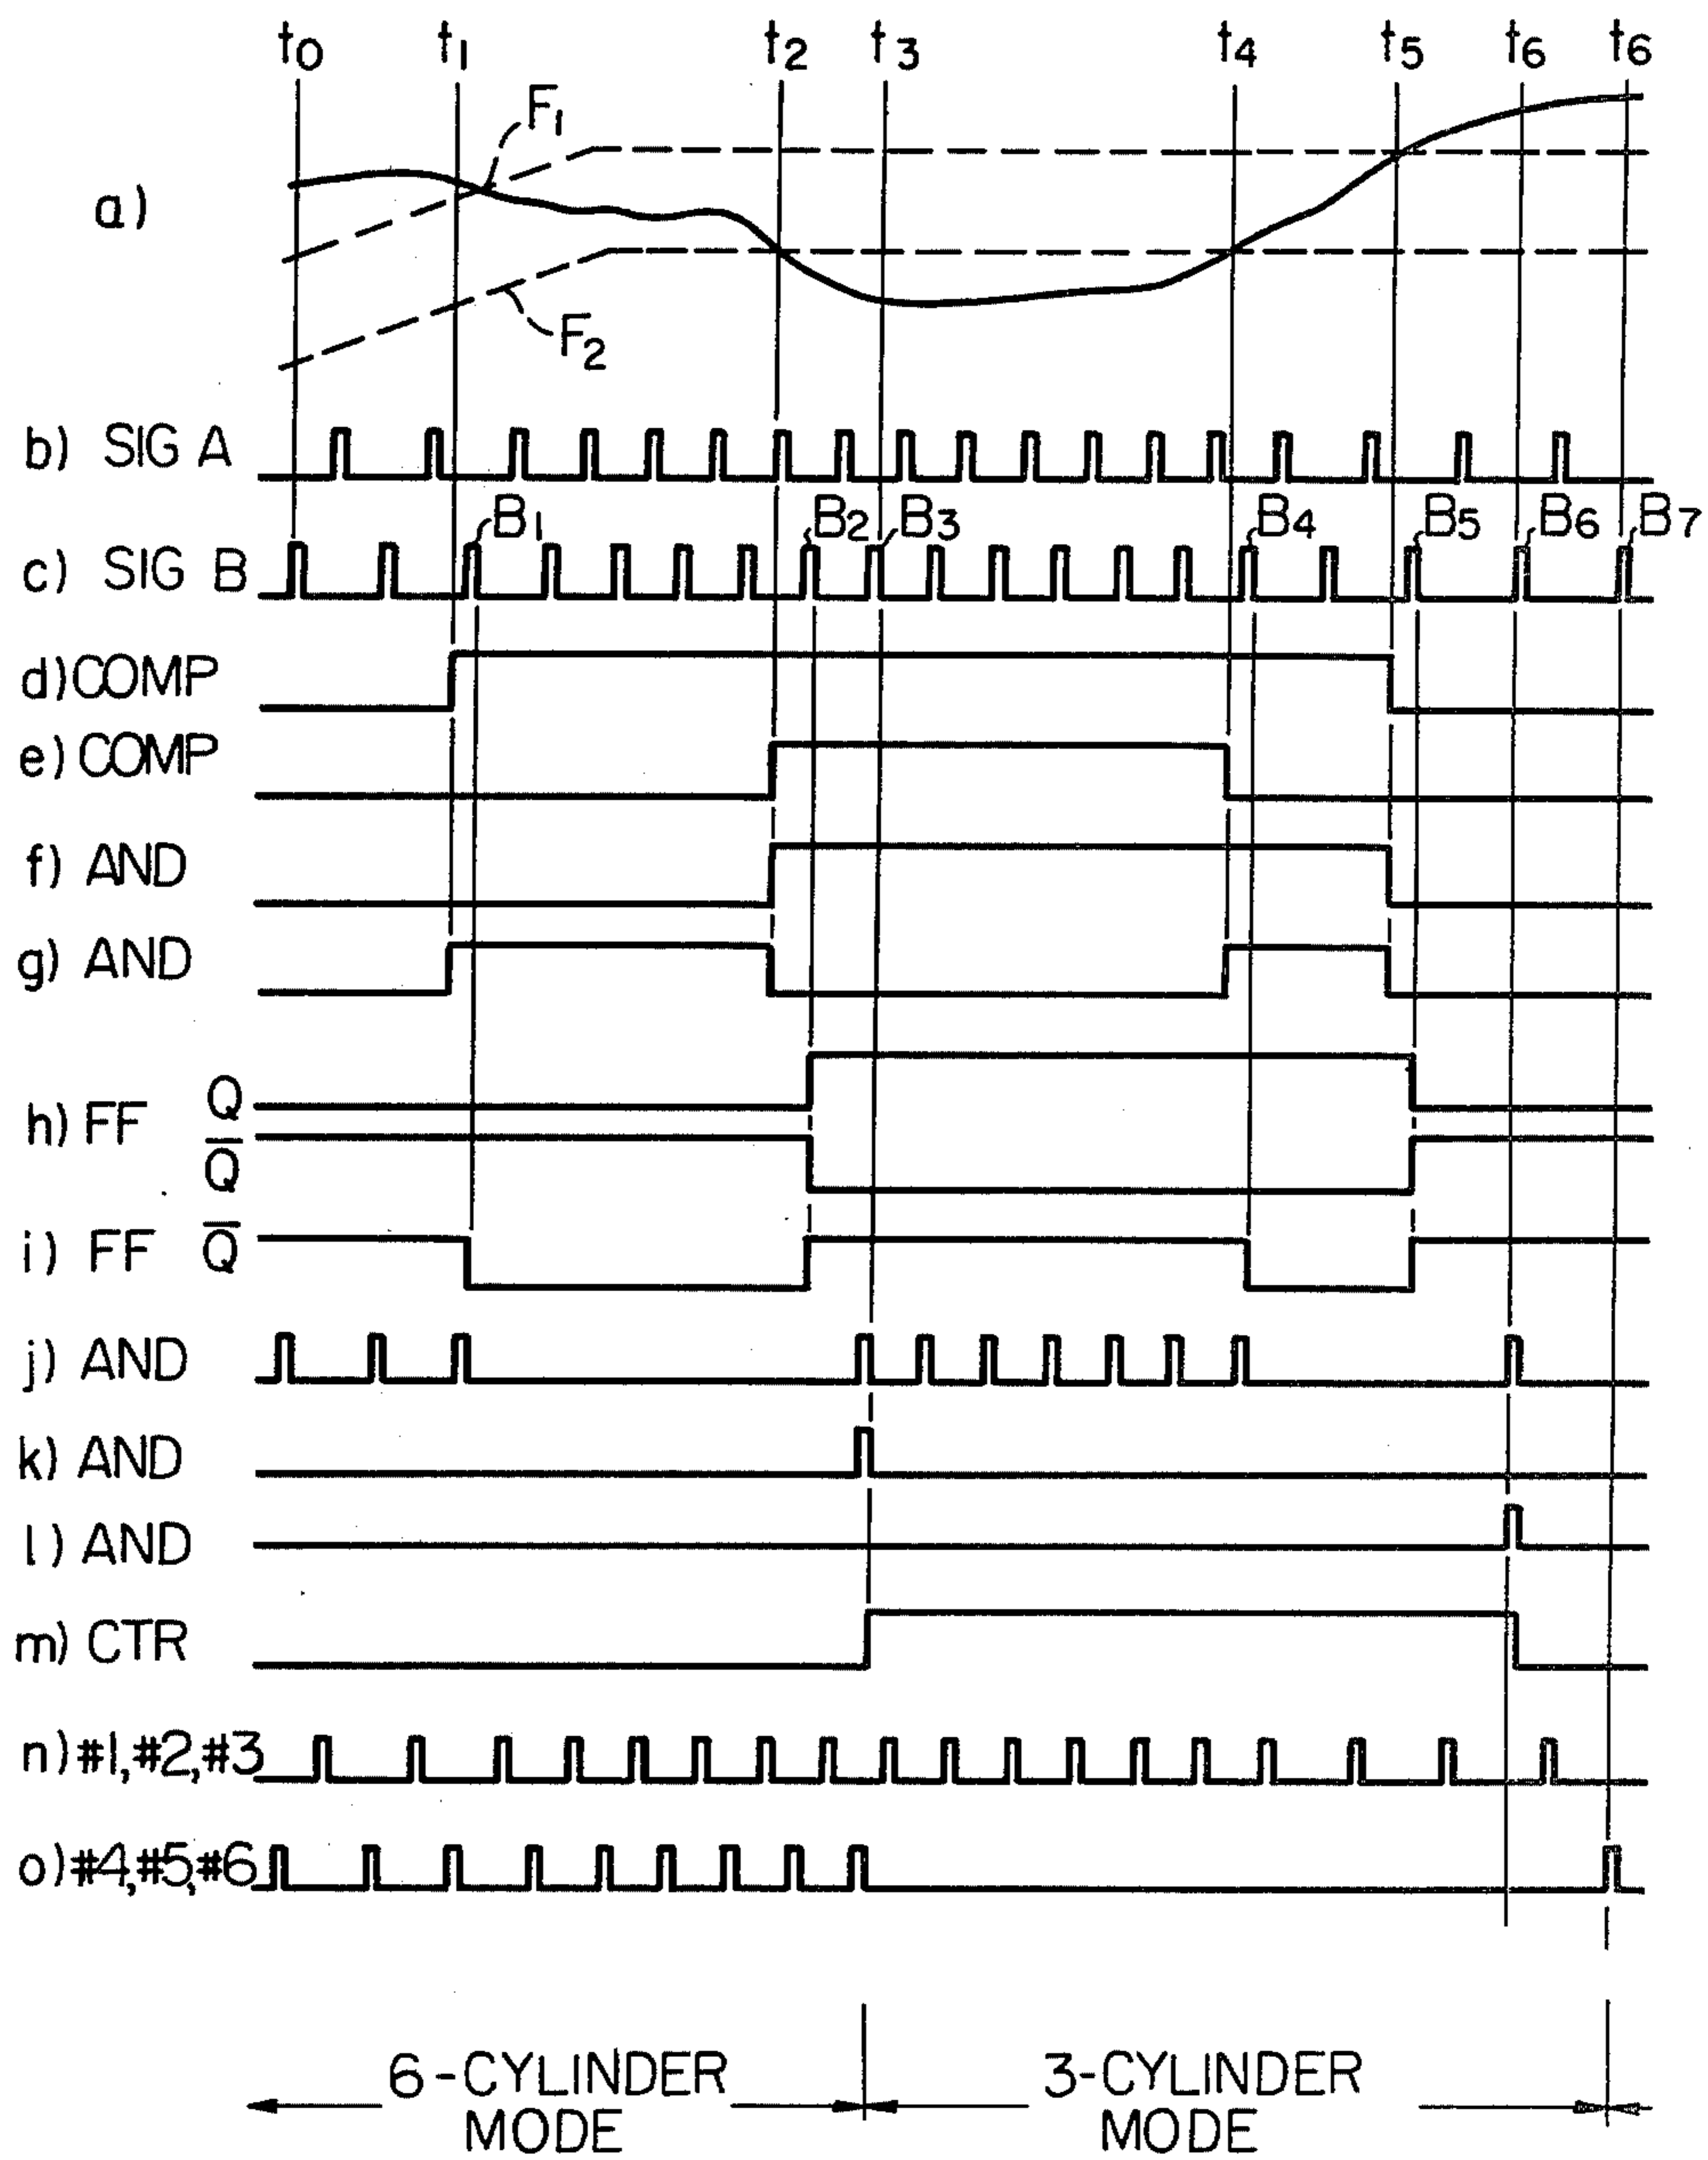 t0 t1 t2 t3 t4 t5 t6 t6
F1
a)
F2
b) SIG A
B1 B2 B3 B4 B5 B6 B7
c) SIG B
d) COMP
e) COMP
f) AND
g) AND
h) FF Q
Q̅
i) FF Q̅
j) AND
k) AND
l) AND
m) CTR
n) #1, #2, #3
o) #4, #5, #6
6-CYLINDER MODE
3-CYLINDER MODE